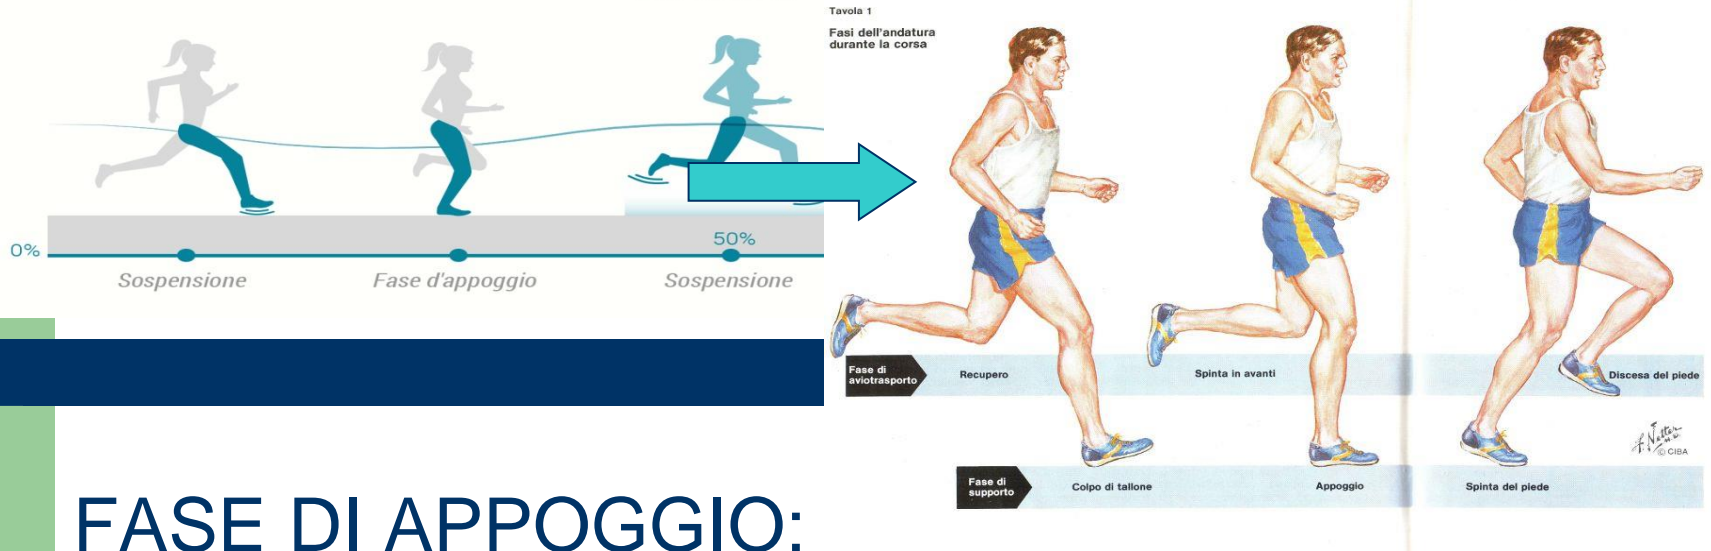 Tavola 1
Fasi dell'andatura
durante la corsa
0%
50%
Sospensione
Fase d'appoggio
Sospensione
Fase di
aviotrasporto
Recupero
Spinta in avanti
Discesa del piede
F. Netter
© CIBA
Fase di
supporto
Colpo di tallone
Appoggio
Spinta del piede
FASE DI APPOGGIO: